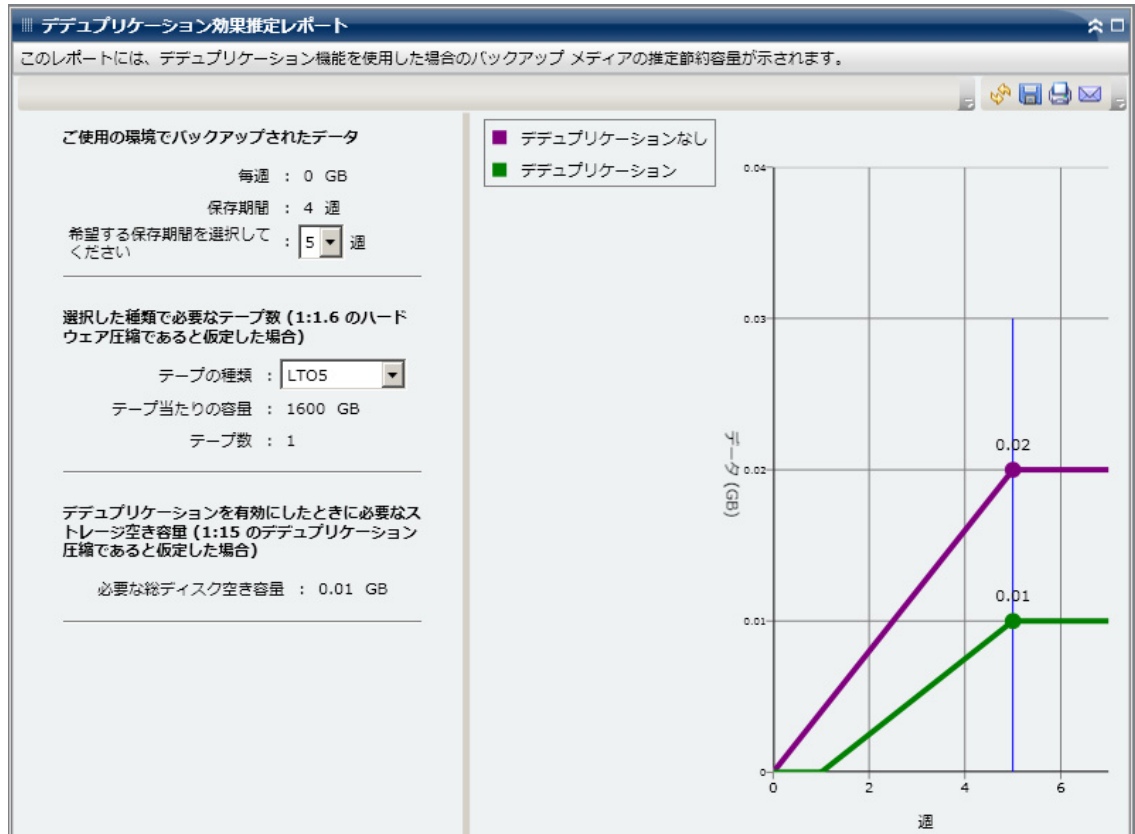 デデュプリケーション効果推定レポート
このレポートには、デデュプリケーション機能を使用した場合のバックアップ メディアの推定節約容量が示されます。
ご使用の環境でバックアップされたデータ
毎週 : 0 GB
保存期間 : 4 週
希望する保存期間を選択して
ください : 5 週
選択した種類で必要なテープ数 (1:1.6 のハード
ウェア圧縮であると仮定した場合)
テープの種類 : LTO5
テープ当たりの容量 : 1600 GB
テープ数 : 1
デデュプリケーションを有効にしたときに必要なス
トレージ空き容量 (1:15 のデデュプリケーション
圧縮であると仮定した場合)
必要な総ディスク空き容量 : 0.01 GB
デデュプリケーションなし
デデュプリケーション
0.04
0.03
0.02
0.01
0
データ (GB)
0.02
0.01
0 2 4 6
週